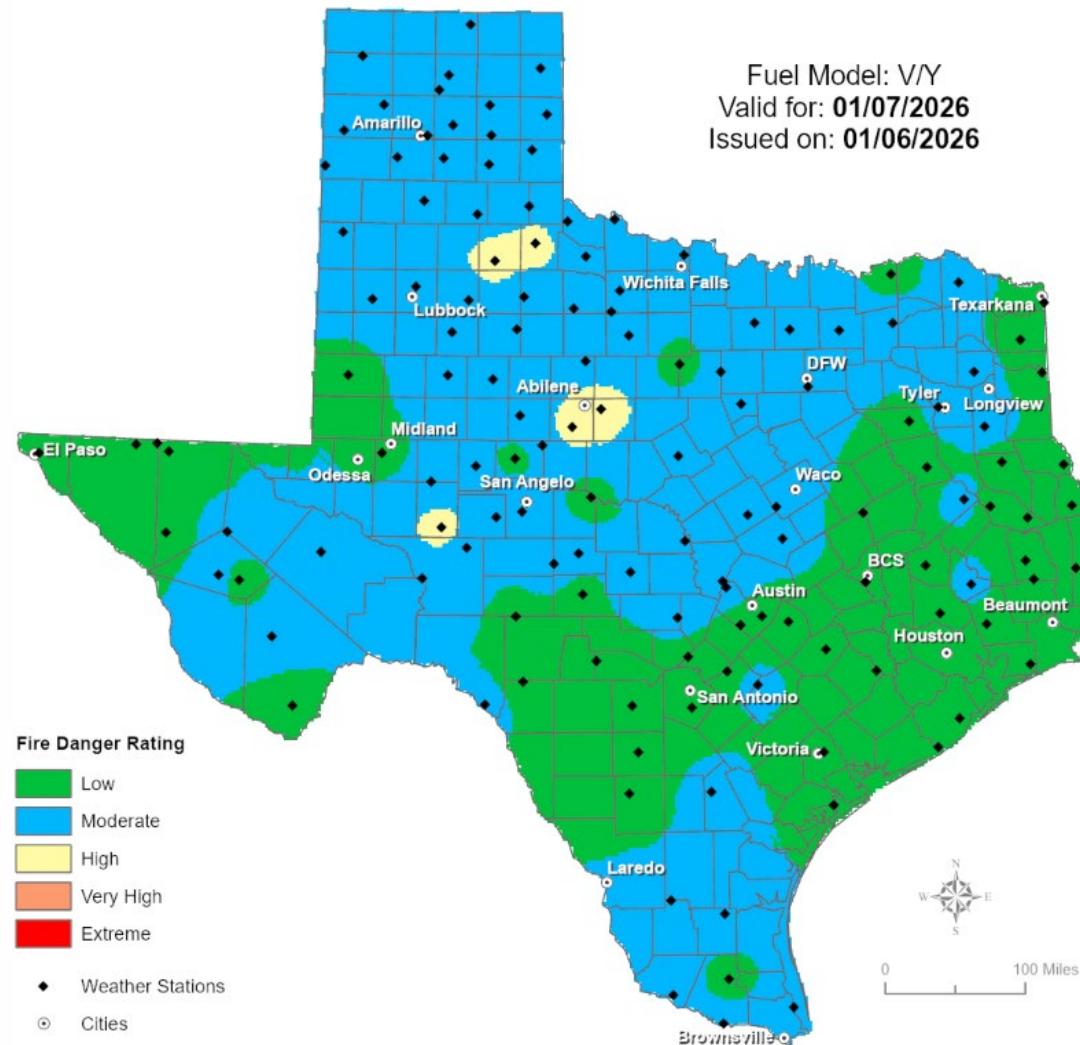 Fuel Model: V/Y
Valid for: 01/07/2026
Issued on: 01/06/2026
Amarillo
Wichita Falls
Lubbock
Texarkana
DFW
Abilene
Tyler
Longview
Midland
El Paso
Odessa
San Angelo
Waco
BCS
Austin
Beaumont
Houston
San Antonio
Victoria
Laredo
Brownsville
Fire Danger Rating
Low
Moderate
High
Very High
Extreme
Weather Stations
Cities
N
W E
S
0 100 Miles